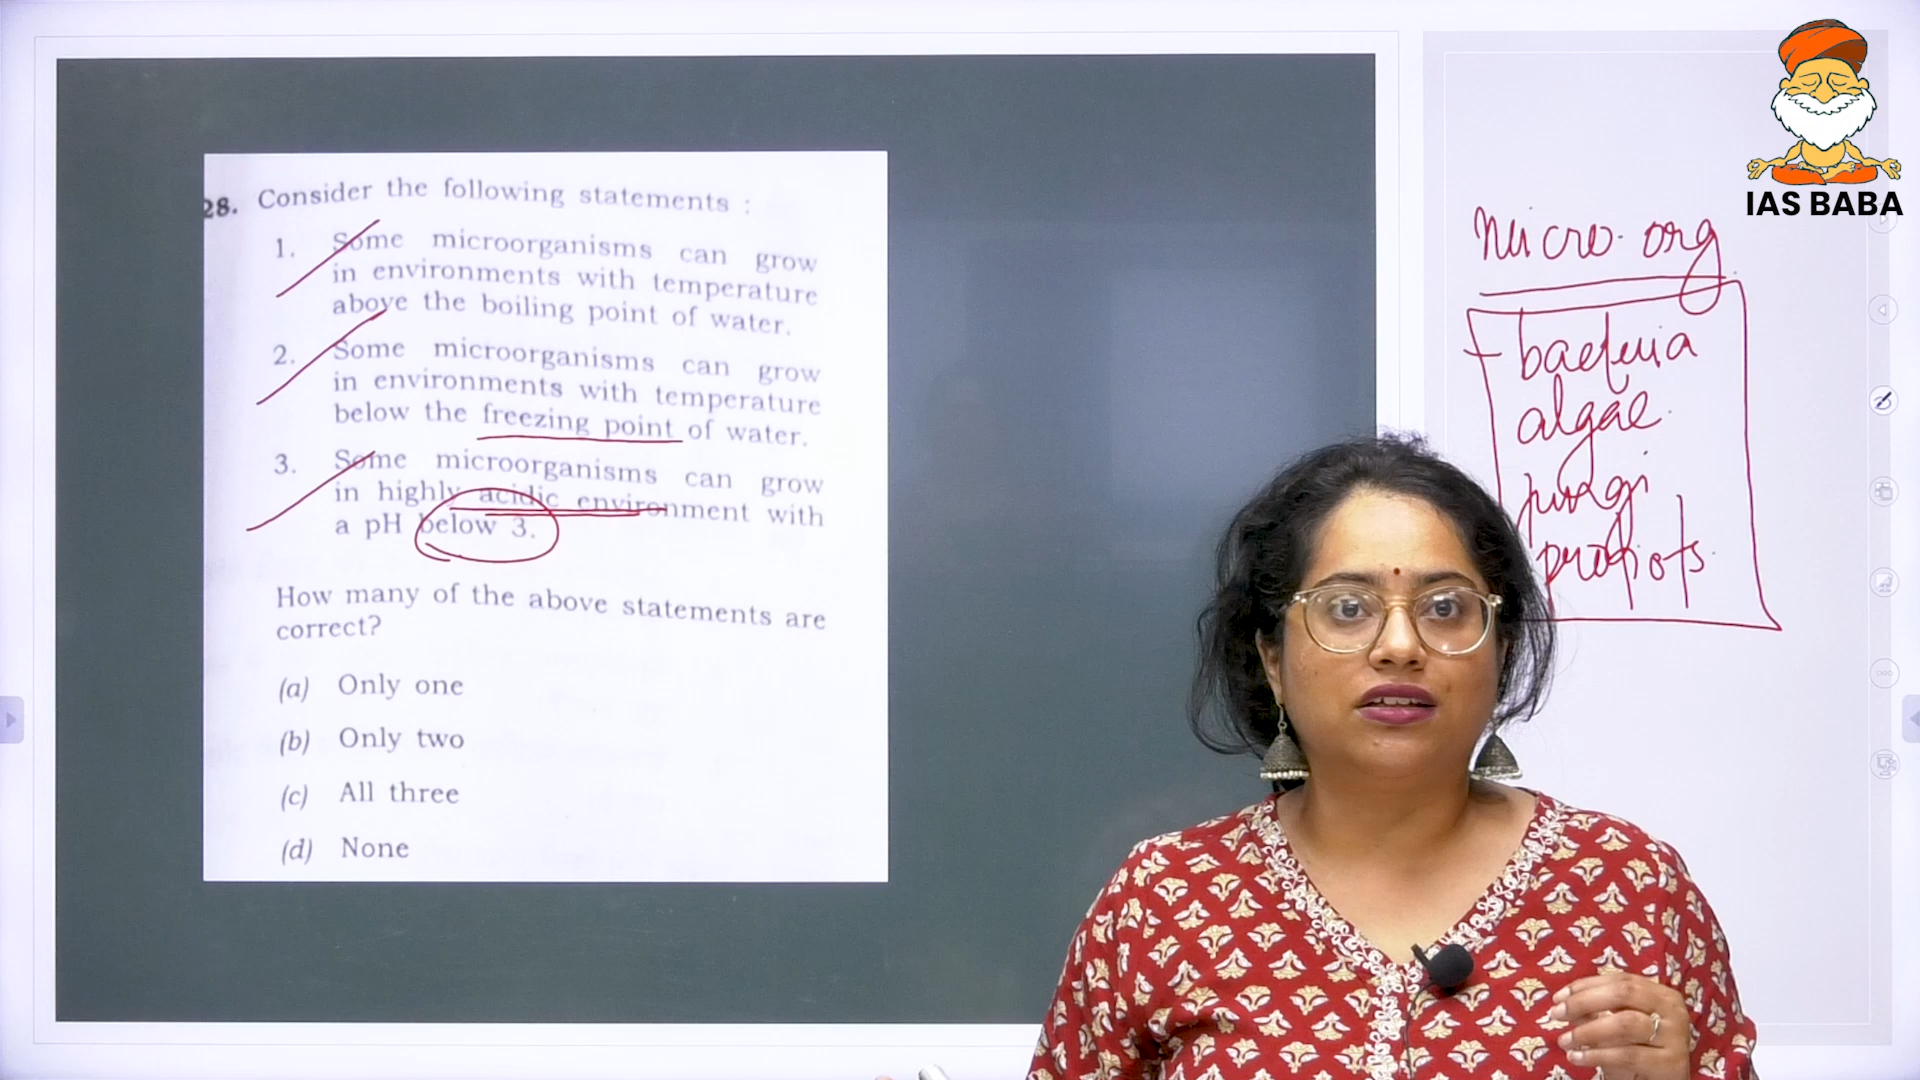 28. Consider the following statements :
1. Some microorganisms can grow
in environments with temperature
above the boiling point of water.
2. Some microorganisms can grow
in environments with temperature
below the freezing point of water.
3. Some microorganisms can grow
in highly acidic environment with
a pH below 3.
How many of the above statements are
correct?
(a) Only one
(b) Only two
(c) All three
(d) None
IAS BABA
micro-org
- bacteria
algae
fungi